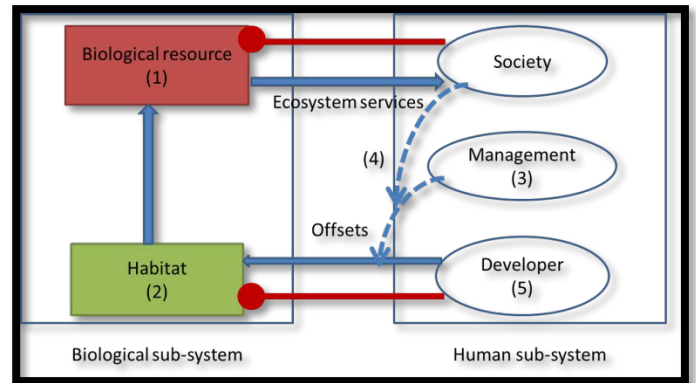 Biological resource
(1)
Society
Ecosystem services
(4)
Management
(3)
Offsets
Habitat
(2)
Developer
(5)
Biological sub-system
Human sub-system